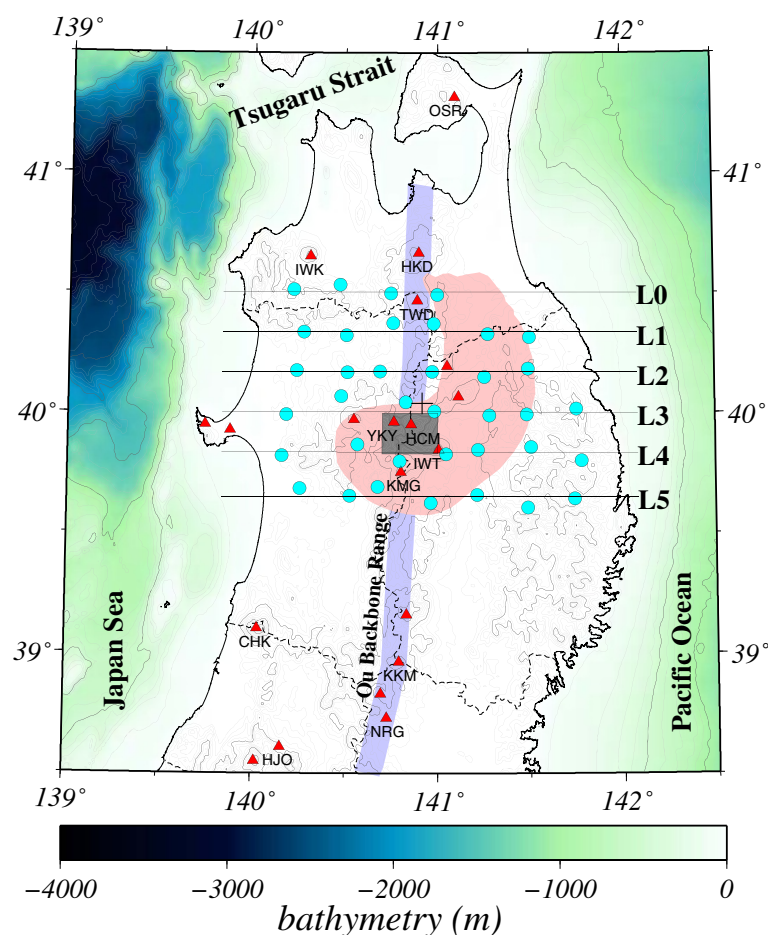 139°
140°
141°
142°
Tsugaru Strait
OSR
41°
41°
IWK
HKD
L0
TWD
L1
L2
40°
40°
L3
YKY
HCM
L4
IWT
KMG
L5
Ou Backbone Range
Japan Sea
Pacific Ocean
39°
39°
CHK
KKM
NRG
HJO
139°
140°
141°
142°
−4000
−3000
−2000
−1000
0
bathymetry (m)